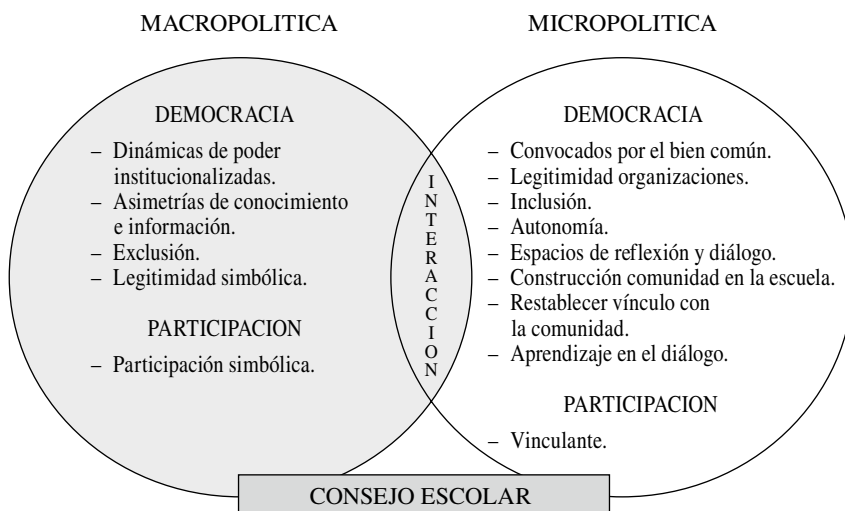 MACROPOLITICA
DEMOCRACIA
– Dinámicas de poder
institucionalizadas.
– Asimetrías de conocimiento
e información.
– Exclusión.
– Legitimidad simbólica.
PARTICIPACION
– Participación simbólica.
INTERACCION
MICROPOLITICA
DEMOCRACIA
– Convocados por el bien común.
– Legitimidad organizaciones.
– Inclusión.
– Autonomía.
– Espacios de reflexión y diálogo.
– Construcción comunidad en la escuela.
– Restablecer vínculo con
la comunidad.
– Aprendizaje en el diálogo.
PARTICIPACION
– Vinculante.
CONSEJO ESCOLAR